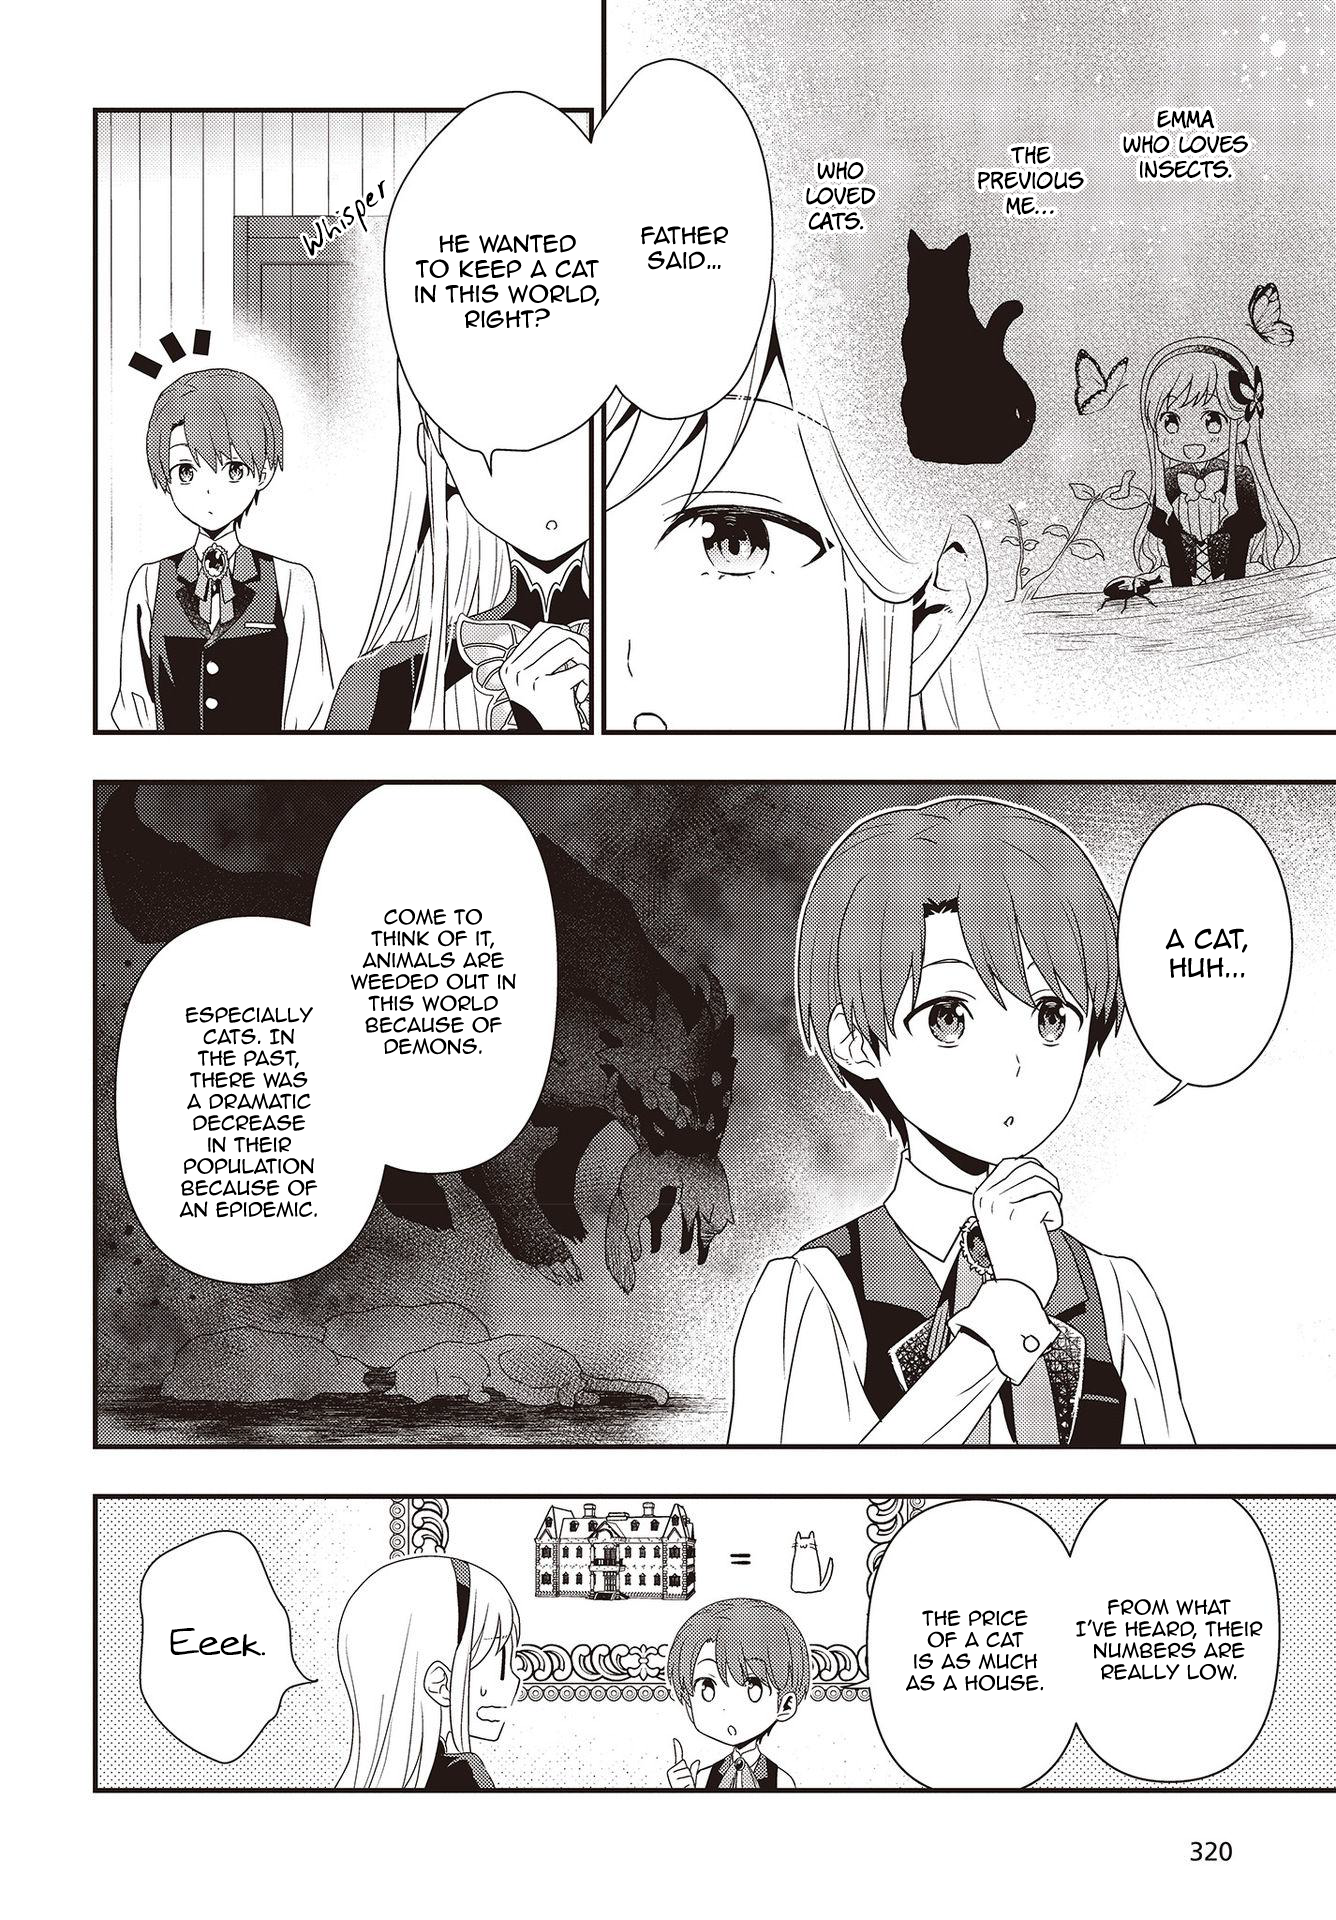 EMMA
WHO LOVES
INSECTS.
THE
PREVIOUS
ME...
WHO
LOVED
CATS.
FATHER
SAID...
HE WANTED
TO KEEP A CAT
IN THIS WORLD,
RIGHT?
Whisper
A CAT,
HUH...
COME TO
THINK OF IT,
ANIMALS ARE
WEEDED OUT IN
THIS WORLD
BECAUSE OF
DEMONS.
ESPECIALLY
CATS. IN
THE PAST,
THERE WAS
A DRAMATIC
DECREASE
IN THEIR
POPULATION
BECAUSE OF
AN EPIDEMIC.
FROM WHAT
I'VE HEARD, THEIR
NUMBERS ARE
REALLY LOW.
THE PRICE
OF A CAT
IS AS MUCH
AS A HOUSE.
=
Eeek.
320